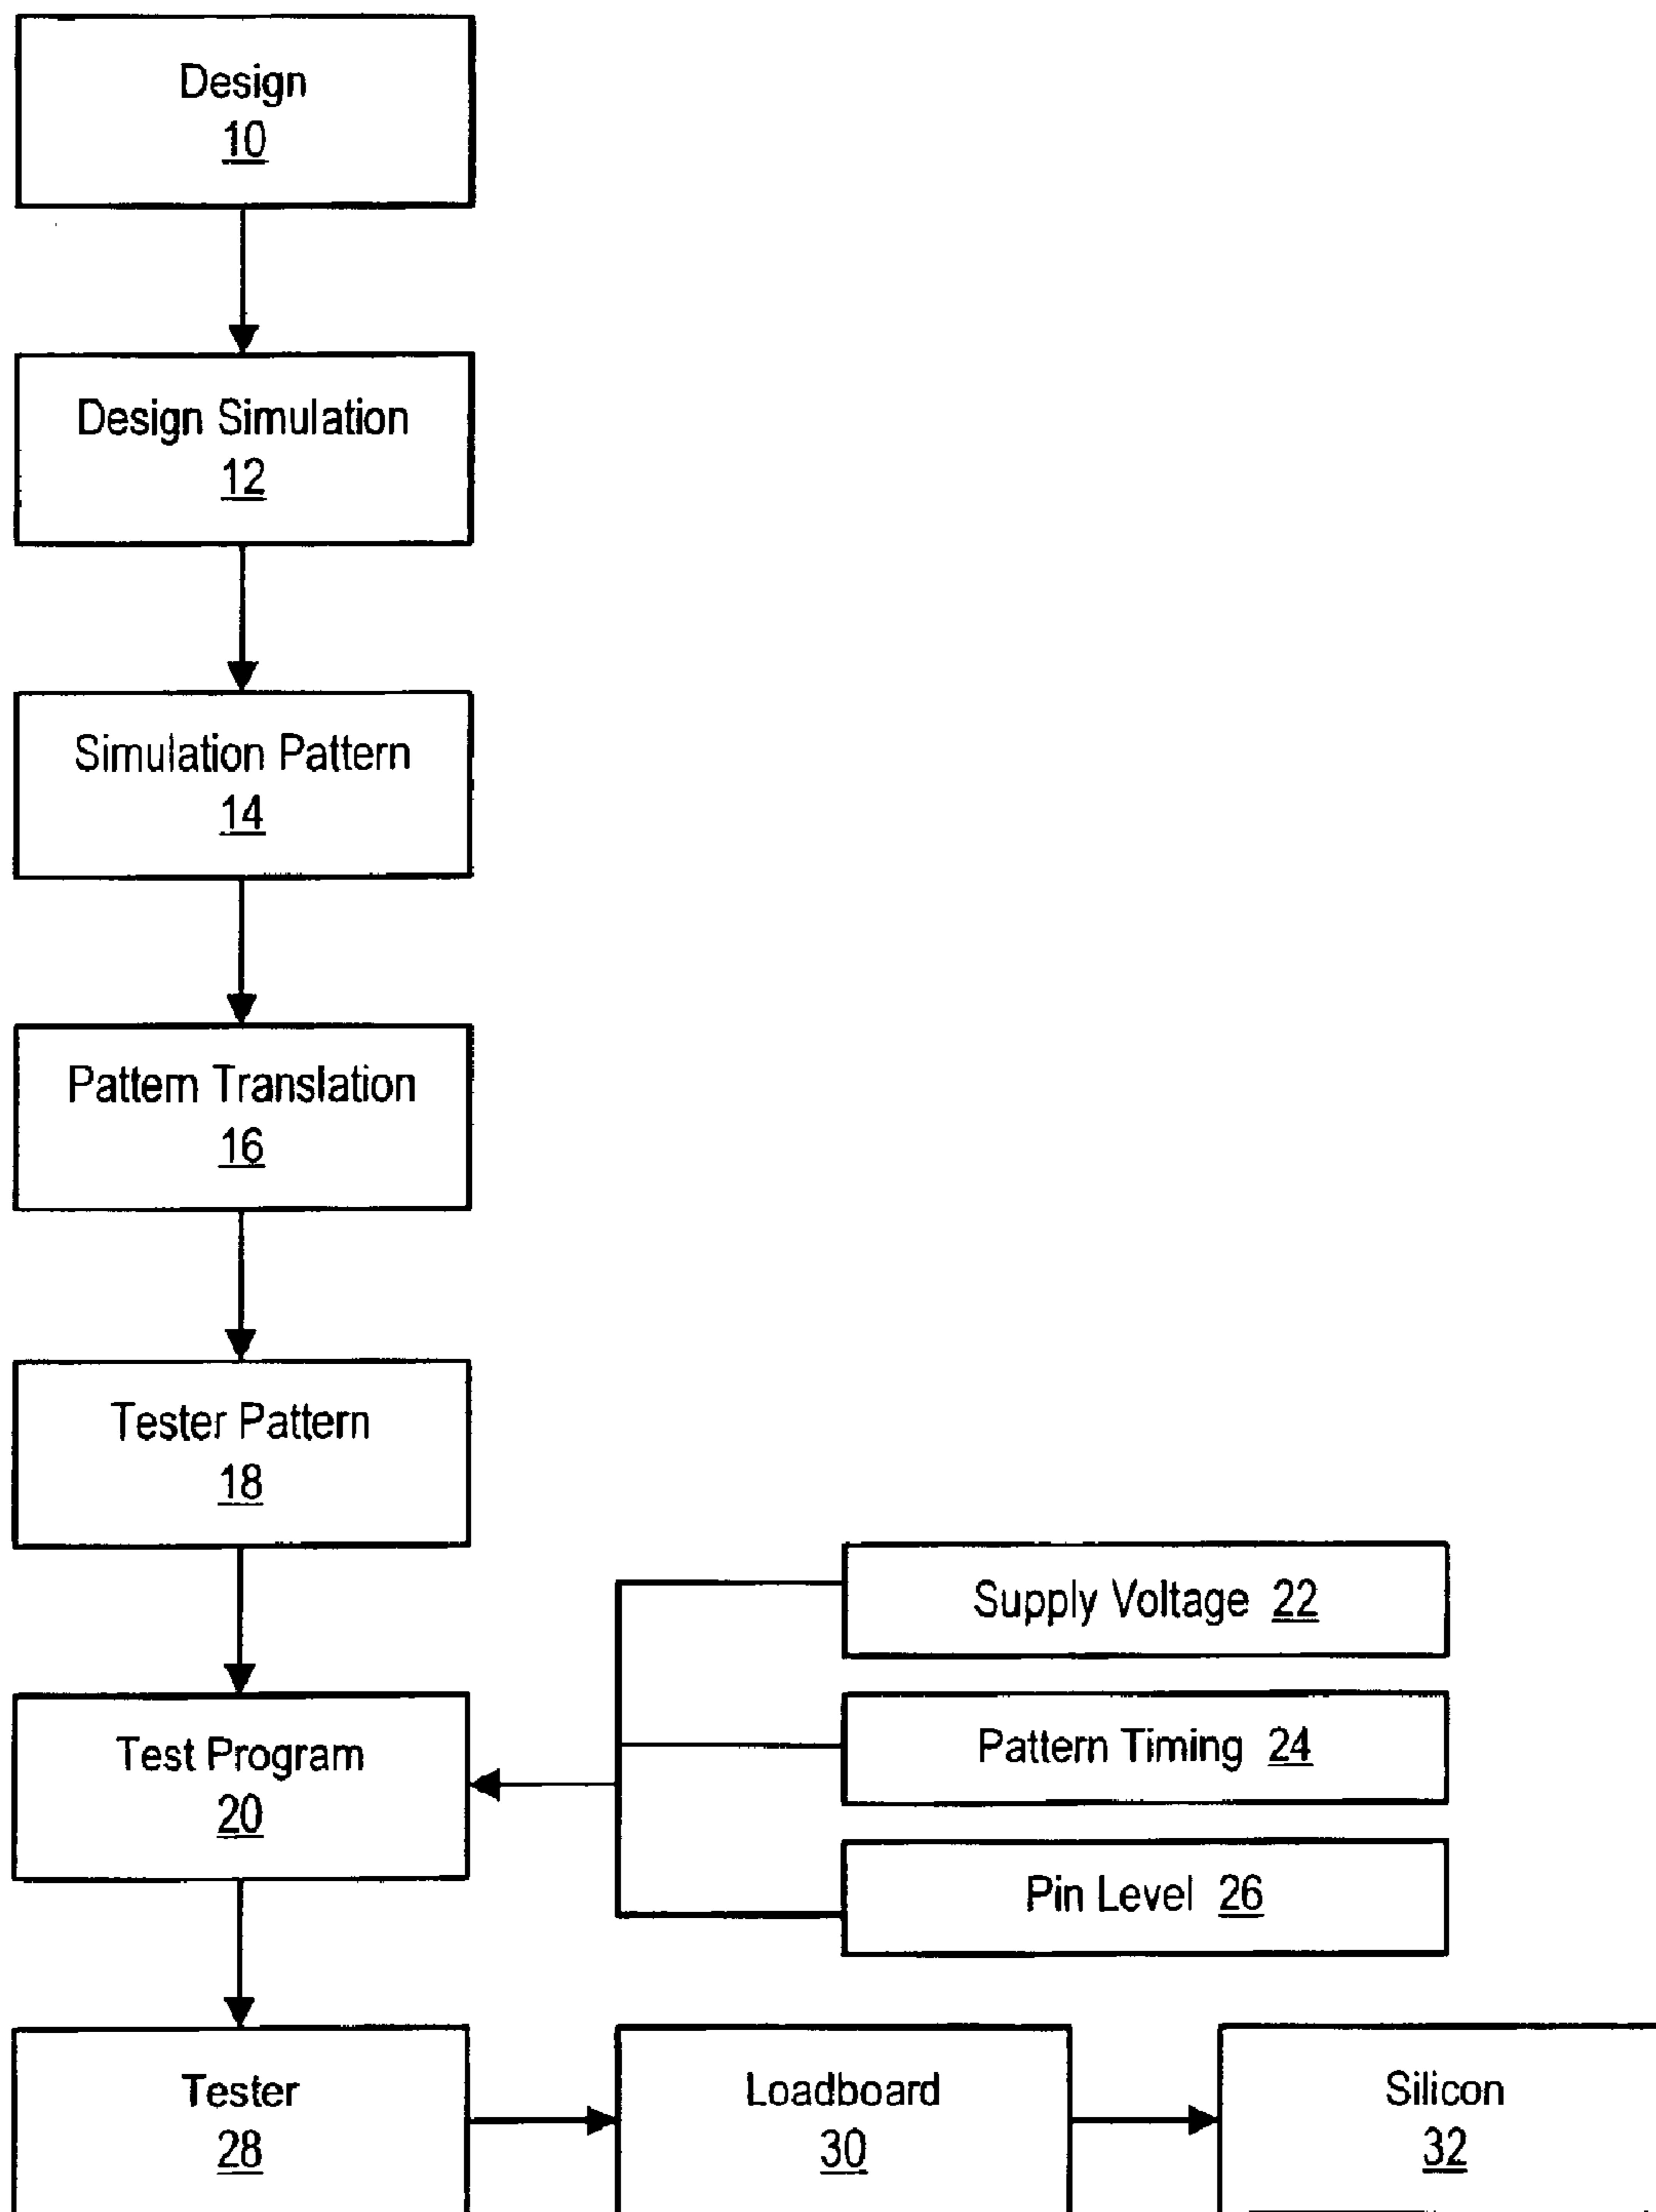 Design
10
Design Simulation
12
Simulation Pattern
14
Pattern Translation
16
Tester Pattern
18
Test Program
20
Supply Voltage 22
Pattern Timing 24
Pin Level 26
Tester
28
Loadboard
30
Silicon
32